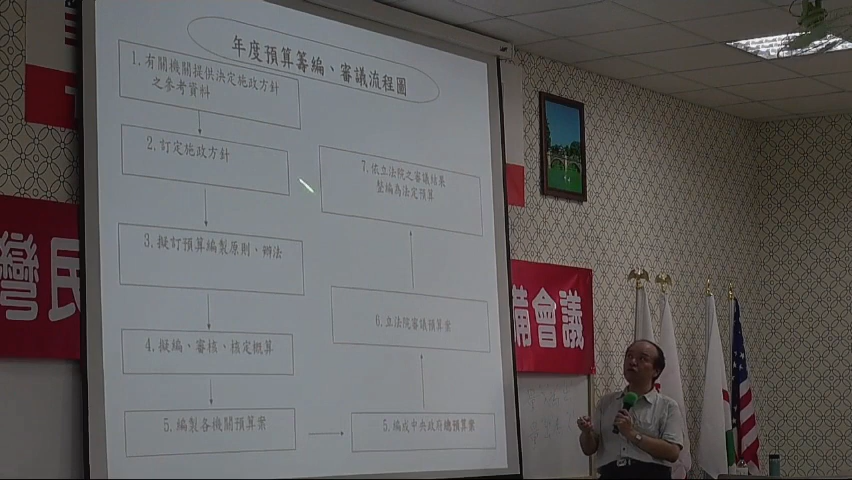 年度預算籌編、審議流程圖
1.有關機關提供決定施政方針
之參考資料
2.訂定施政方針
3.擬訂預算編製原則、辦法
4.擬編、審核、核定概算
5.編製各機關預算案
5.編成中央政府總預算案
6.立法院審議預算案
7.依立法院之審議結果
整編為法定預算
灣民
備會議